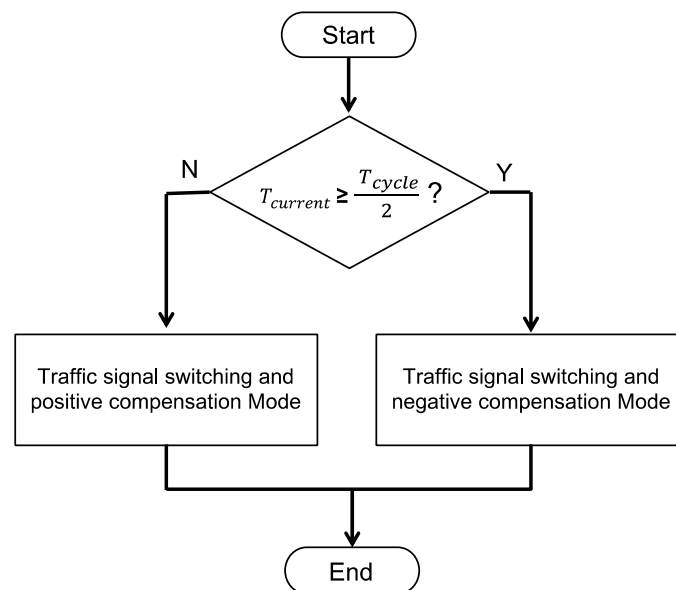 Start
N
Y
T_current ≥ T_cycle/2 ?
Traffic signal switching and
positive compensation Mode
Traffic signal switching and
negative compensation Mode
End